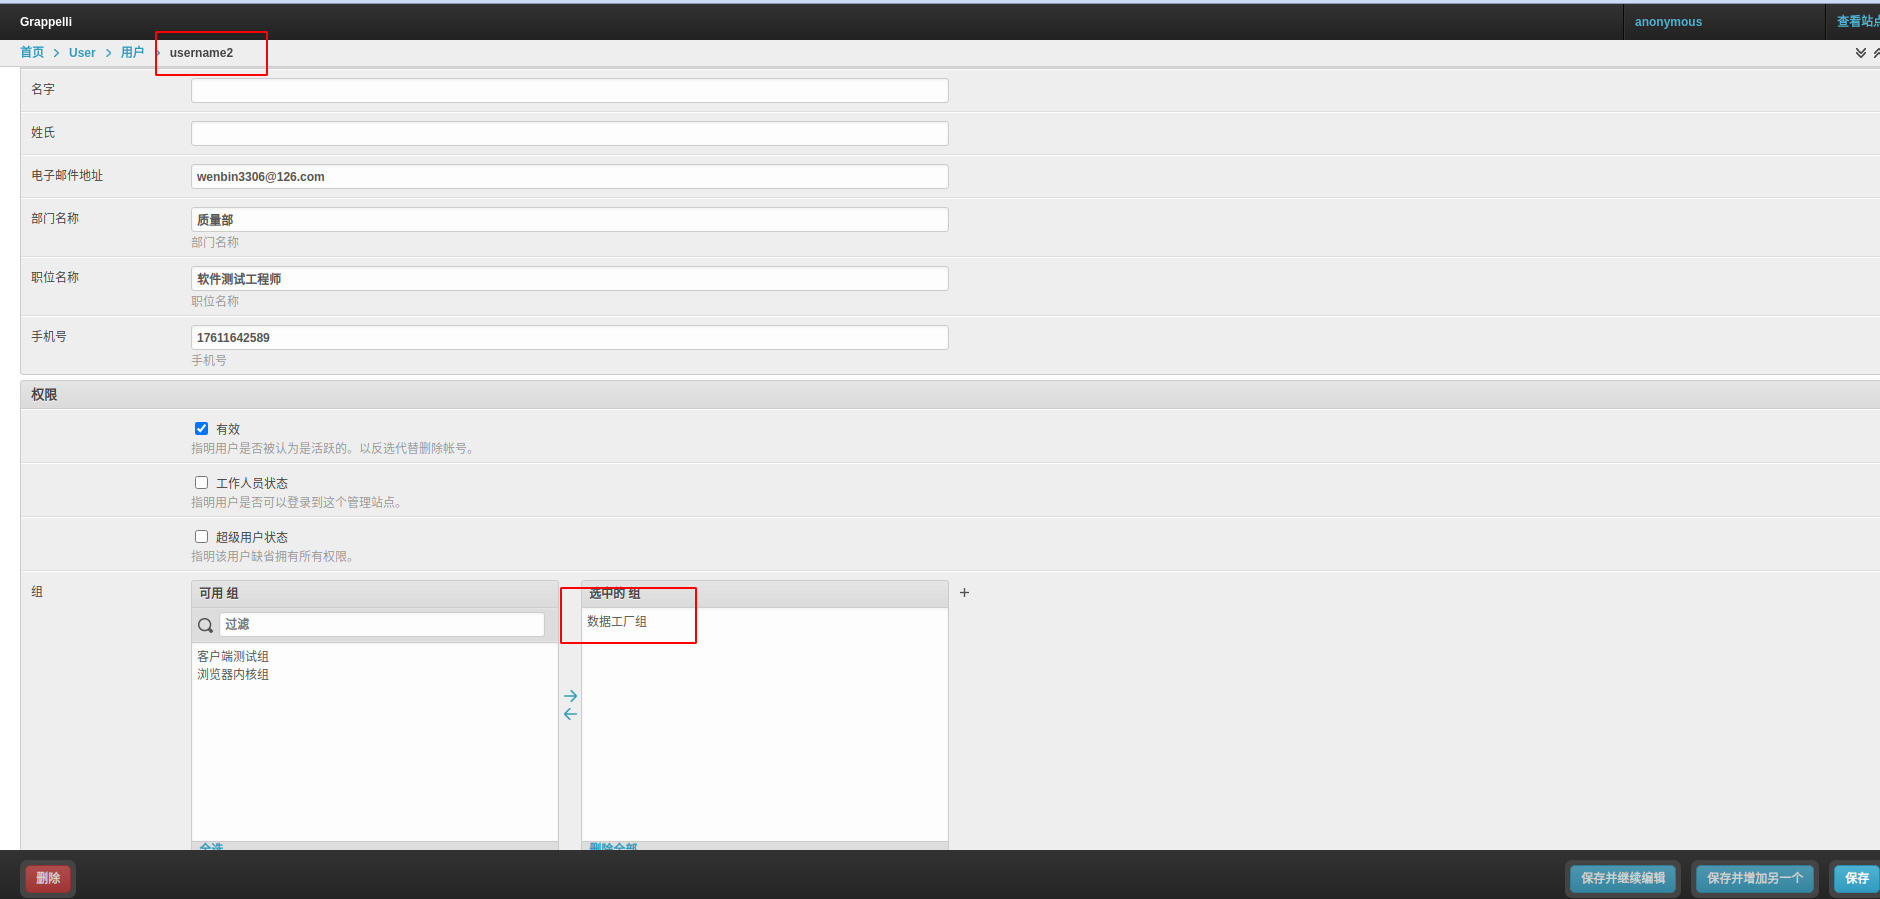 Grappelli
anonymous
查看站点
首页 > User > 用户 > username2
名字
姓氏
电子邮件地址 wenbin3306@126.com
部门名称 质量部
部门名称
职位名称 软件测试工程师
职位名称
手机号 17611642589
手机号
权限
有效
指明用户是否被认为是活跃的。以反选代替删除帐号。
工作人员状态
指明用户是否可以登录到这个管理站点。
超级用户状态
指明该用户缺省拥有所有权限。
组
可用 组
过滤
客户端测试组
浏览器内核组
全选
选中的 组
数据工厂组
删除全部
删除
保存并继续编辑
保存并增加另一个
保存